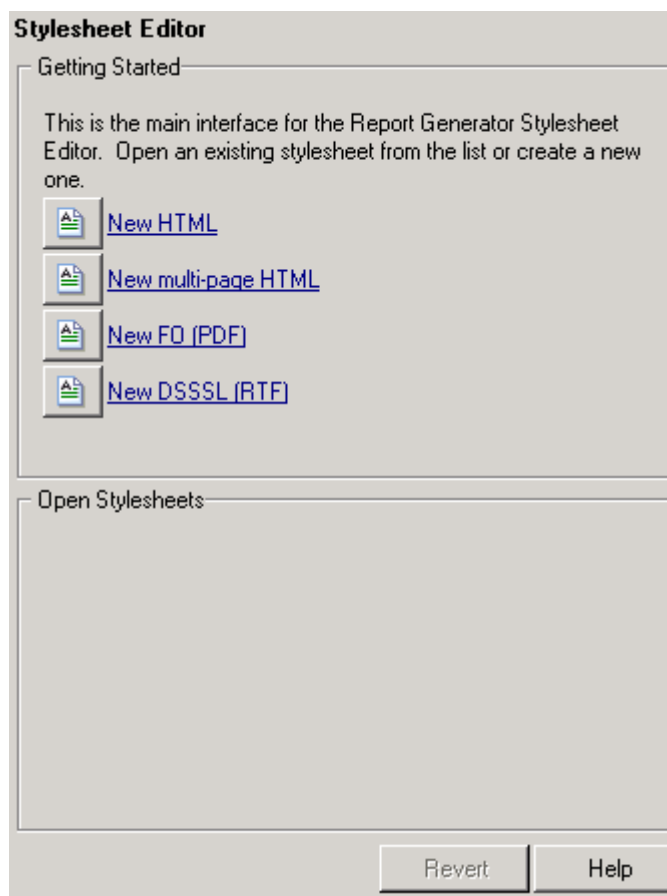 Stylesheet Editor
Getting Started
This is the main interface for the Report Generator Stylesheet
Editor. Open an existing stylesheet from the list or create a new
one.
New HTML
New multi-page HTML
New FO (PDF)
New DSSSL (RTF)
Open Stylesheets
Revert
Help